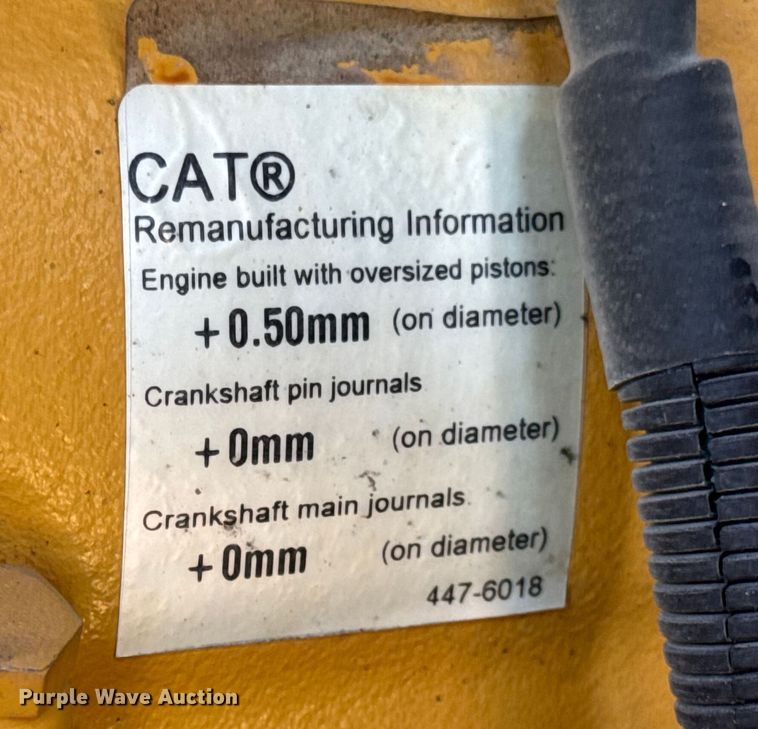 CAT®
Remanufacturing Information
Engine built with oversized pistons:
+0.50mm (on diameter)
Crankshaft pin journals
+0mm (on diameter)
Crankshaft main journals
+0mm (on diameter)
447-6018
Purple Wave Auction